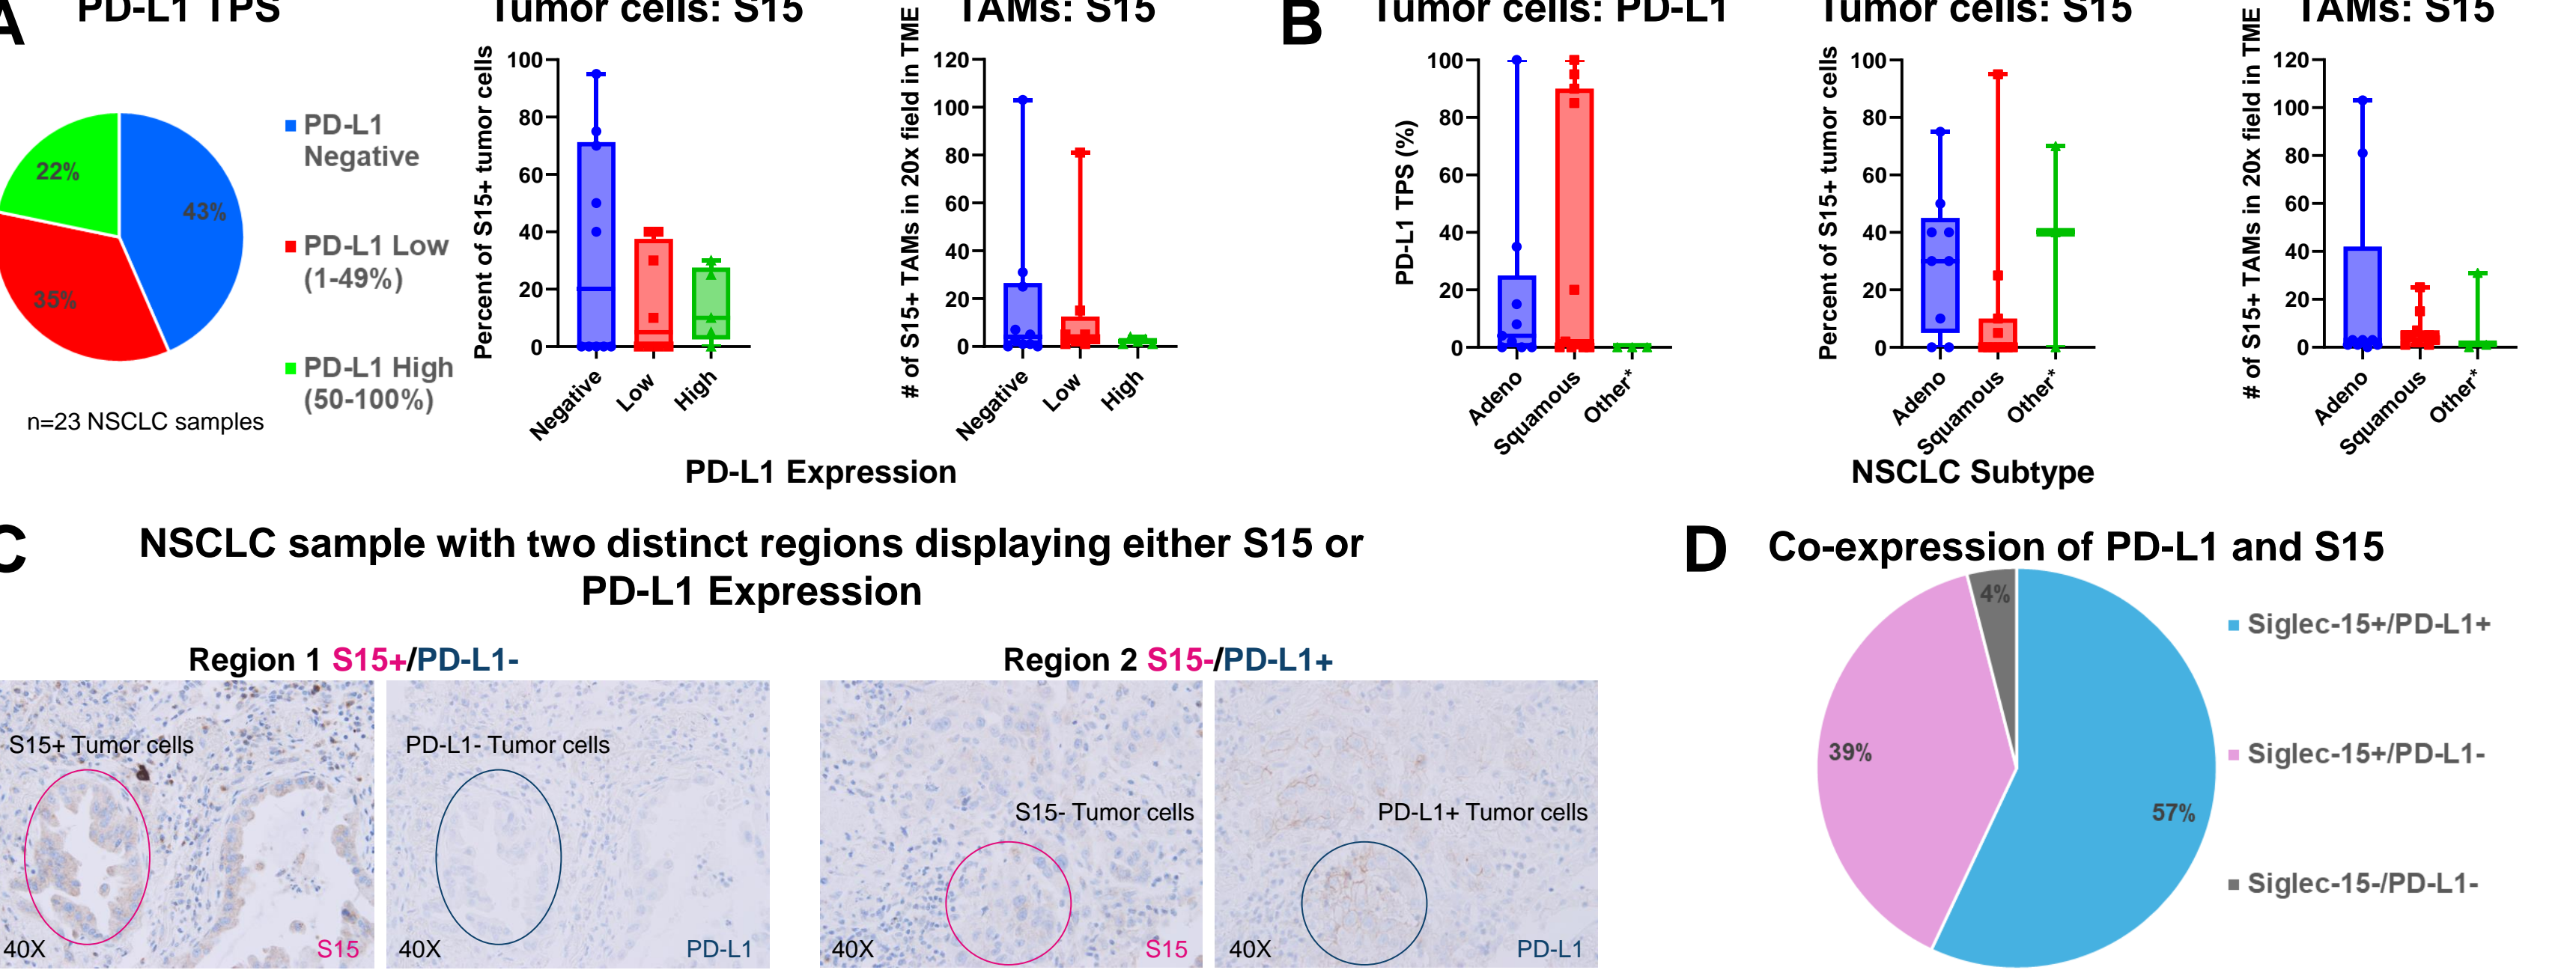 A
PD-L1 TPS
43%
35%
22%
PD-L1
Negative
PD-L1 Low
(1-49%)
PD-L1 High
(50-100%)
n=23 NSCLC samples
Tumor cells: S15
Percent of S15+ tumor cells
100
80
60
40
20
0
Negative
Low
High
TAMs: S15
# of S15+ TAMs in 20x field in TME
120
100
80
60
40
20
0
Negative
Low
High
PD-L1 Expression
B
Tumor cells: PD-L1
PD-L1 TPS (%)
100
80
60
40
20
0
Adeno
Squamous
Other*
Tumor cells: S15
Percent of S15+ tumor cells
100
80
60
40
20
0
Adeno
Squamous
Other*
TAMs: S15
# of S15+ TAMs in 20x field in TME
120
100
80
60
40
20
0
Adeno
Squamous
Other*
NSCLC Subtype
C
NSCLC sample with two distinct regions displaying either S15 or
PD-L1 Expression
Region 1 S15+/PD-L1-
S15+ Tumor cells
40X
S15
PD-L1- Tumor cells
40X
PD-L1
Region 2 S15-/PD-L1+
S15- Tumor cells
40X
S15
PD-L1+ Tumor cells
40X
PD-L1
D
Co-expression of PD-L1 and S15
4%
39%
57%
Siglec-15+/PD-L1+
Siglec-15+/PD-L1-
Siglec-15-/PD-L1-